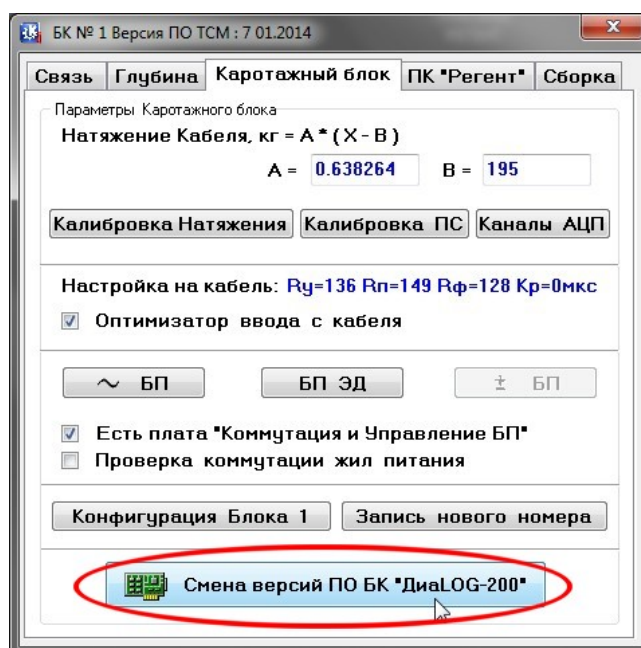 БК № 1 Версия ПО ТСМ : 7 01.2014
Связь Глубина Каротажный блок ПК "Регент" Сборка
Параметры Каротажного блока
Натяжение Кабеля, кг = А * ( X - В )
А = 0.638264 В = 195
Калибровка Натяжения Калибровка ПС Каналы АЦП
Настройка на кабель: Rу=136 Rп=149 Rф=128 Kр=0мкс
Оптимизатор ввода с кабеля
~ БП БП ЭД ± БП
Есть плата "Коммутация и Управление БП"
Проверка коммутации жил питания
Конфигурация Блока 1 Запись нового номера
Смена версий ПО БК "ДиаLOG-200"